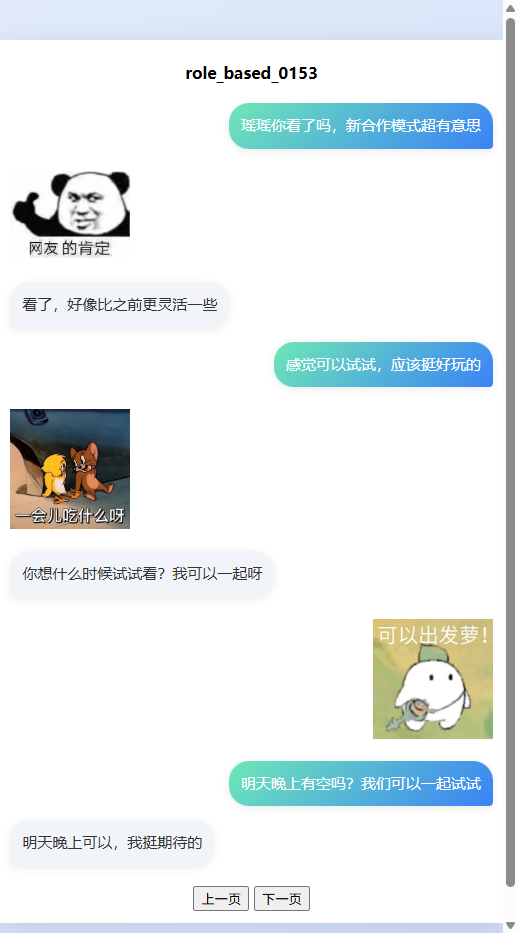 role_based_0153
瑶瑶你看了吗，新合作模式超有意思
网友的肯定
看了，好像比之前更灵活一些
感觉可以试试，应该挺好玩的
一会儿吃什么呀
你想什么时候试试看？我可以一起呀
可以出发萝！
明天晚上有空吗？我们可以一起试试
明天晚上可以，我挺期待的
上一页 下一页